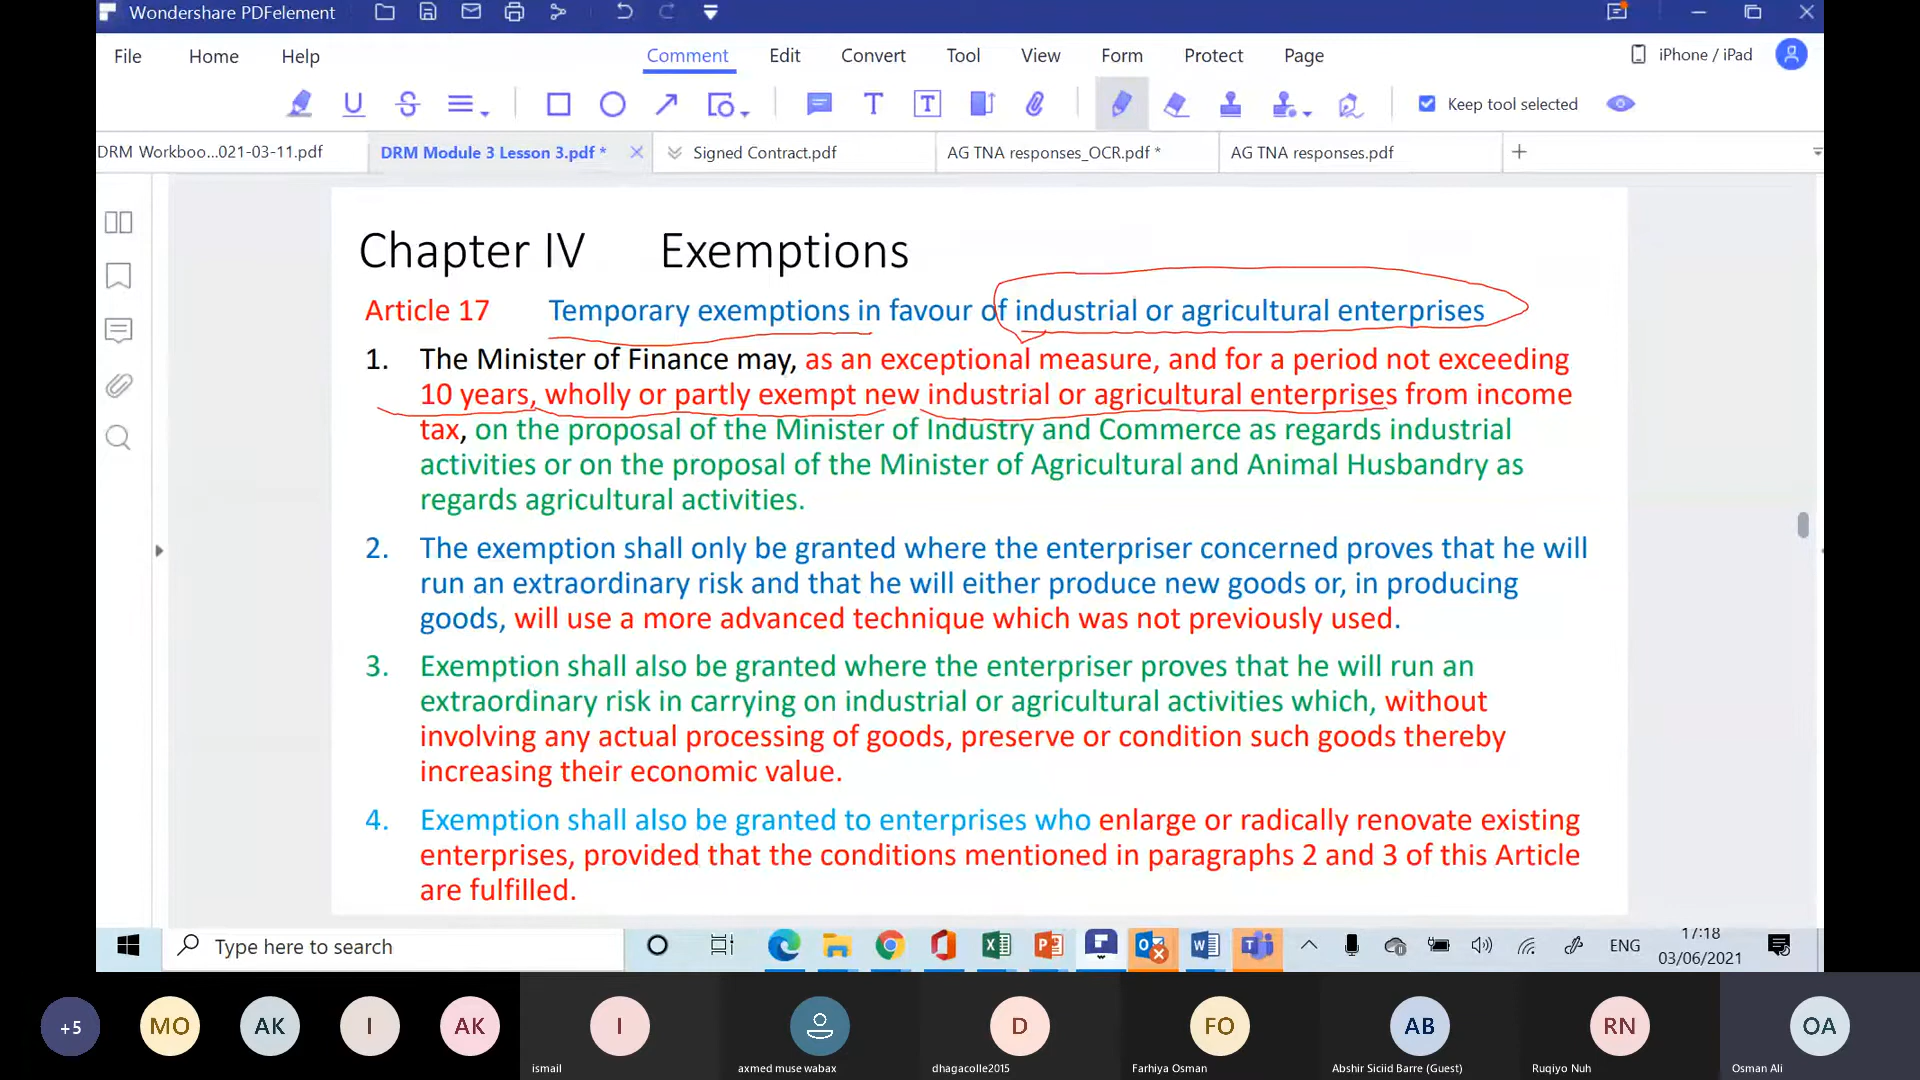 Wondershare PDFelement
File Home Help Comment Edit Convert Tool View Form Protect Page iPhone / iPad
Keep tool selected
DRM Workboo...021-03-11.pdf DRM Module 3 Lesson 3.pdf * Signed Contract.pdf AG TNA responses_OCR.pdf * AG TNA responses.pdf
Chapter IV Exemptions
Article 17 Temporary exemptions in favour of industrial or agricultural enterprises
1. The Minister of Finance may, as an exceptional measure, and for a period not exceeding
10 years, wholly or partly exempt new industrial or agricultural enterprises from income
tax, on the proposal of the Minister of Industry and Commerce as regards industrial
activities or on the proposal of the Minister of Agricultural and Animal Husbandry as
regards agricultural activities.
2. The exemption shall only be granted where the enterpriser concerned proves that he will
run an extraordinary risk and that he will either produce new goods or, in producing
goods, will use a more advanced technique which was not previously used.
3. Exemption shall also be granted where the enterpriser proves that he will run an
extraordinary risk in carrying on industrial or agricultural activities which, without
involving any actual processing of goods, preserve or condition such goods thereby
increasing their economic value.
4. Exemption shall also be granted to enterprises who enlarge or radically renovate existing
enterprises, provided that the conditions mentioned in paragraphs 2 and 3 of this Article
are fulfilled.
Type here to search
ENG
17:18
03/06/2021
+5 MO AK I AK I D FO AB RN OA
ismail axmed muse wabax dhagacolle2015 Farhiya Osman Abshir Siciid Barre (Guest) Ruqiyo Nuh Osman Ali